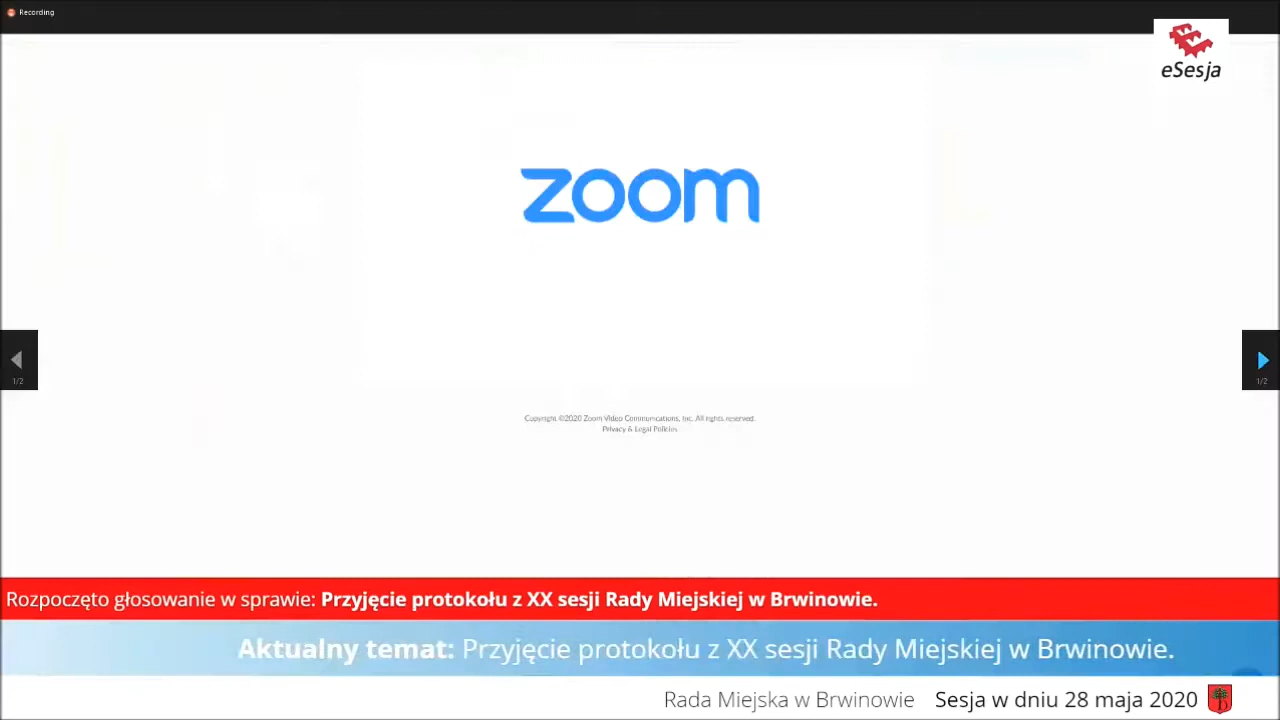 Recording
eSesja
zoom
1/2
1/2
Copyright ©2020 Zoom Video Communications, Inc. All rights reserved.
Privacy & Legal Policies
Rozpoczęto głosowanie w sprawie: Przyjęcie protokołu z XX sesji Rady Miejskiej w Brwinowie.
Aktualny temat: Przyjęcie protokołu z XX sesji Rady Miejskiej w Brwinowie.
Rada Miejska w Brwinowie Sesja w dniu 28 maja 2020